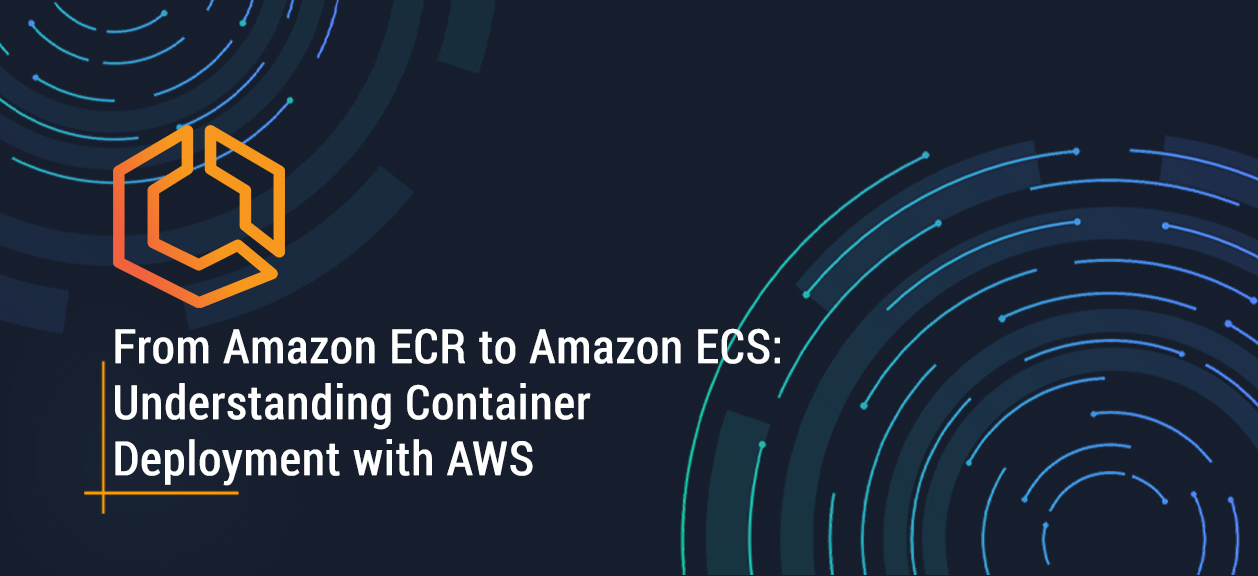 From Amazon ECR to Amazon ECS:
Understanding Container
Deployment with AWS